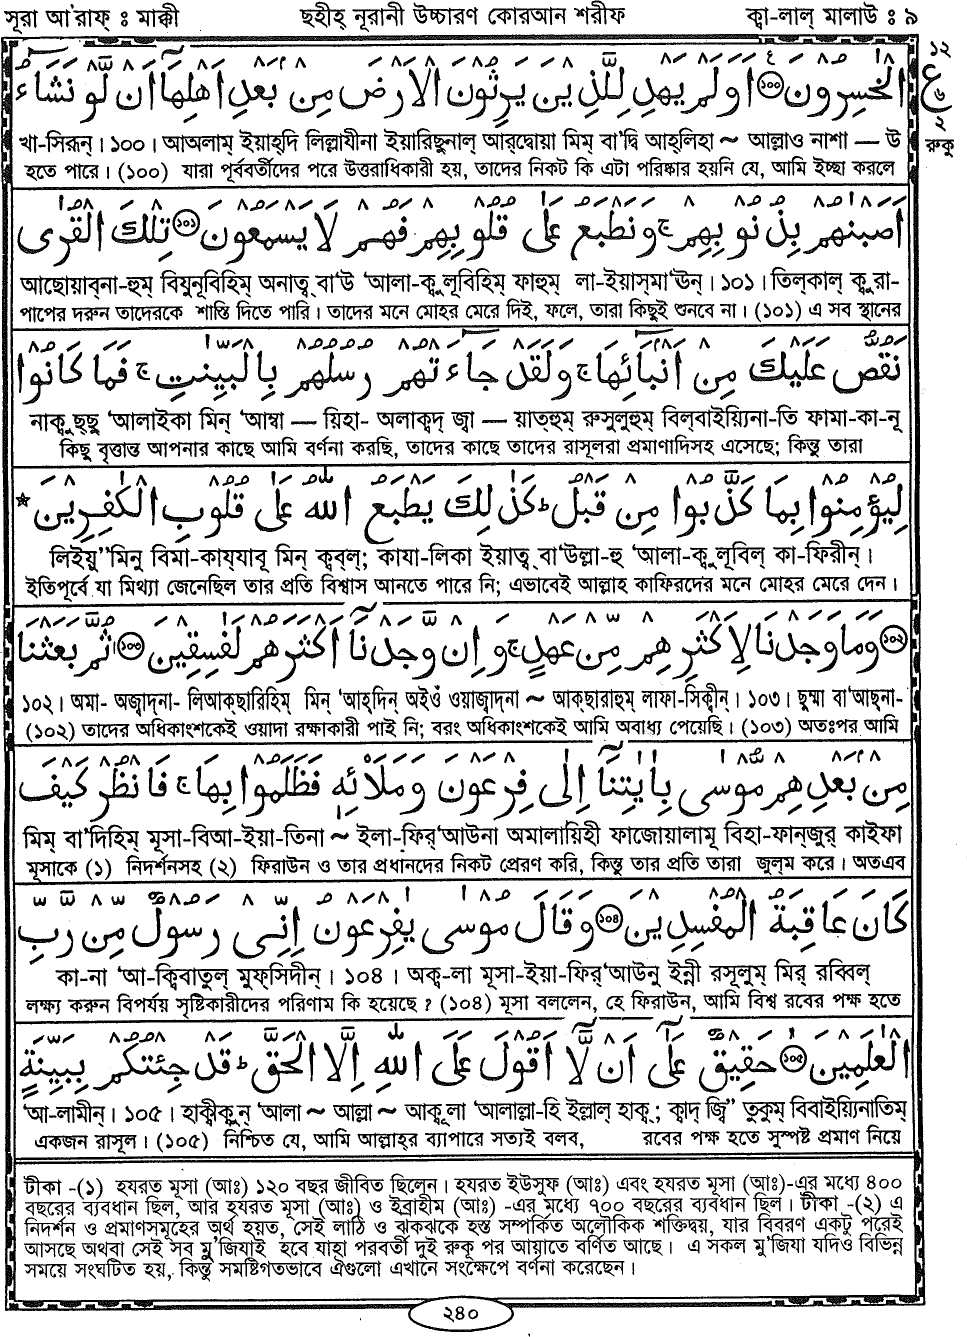 সূরা আ'রাফ্ : মাক্কী
ছহীহ্ নূরানী উচ্চারণ কোরআন শরীফ
ক্বা-লাল্ মালাউ : ৯
১২
ع
৬
২
রুকু
الْخٰسِرُوْنَ ﴿١٠٠﴾ اَوَلَمْ يَهْدِ لِلَّذِيْنَ يَرِثُوْنَ الْاَرْضَ مِنْۢ بَعْدِ اَهْلِهَآ اَنْ لَّوْ نَشَآءُ
খা-সিরূন্। ১০০। আঅলাম্ ইয়াহ্দি লিল্লাযীনা ইয়ারিছুনাল্ আর্দ্বোয়া মিম্ বা'দ্বি আহ্লিহা ~ আল্লাও নাশা — উ
হতে পারে। (১০০) যারা পূর্ববর্তীদের পরে উত্তরাধিকারী হয়, তাদের নিকট কি এটা পরিষ্কার হয়নি যে, আমি ইচ্ছা করলে
اَصَبْنٰهُمْ بِذُنُوْبِهِمْ ۚ وَنَطْبَعُ عَلٰى قُلُوْبِهِمْ فَهُمْ لَا يَسْمَعُوْنَ ﴿١٠١﴾ تِلْكَ الْقُرٰى
আছোয়াব্না-হুম্ বিযুনূবিহিম্ অনাত্ববা'উ 'আলা-ক্বুলূবিহিম্ ফাহুম্ লা-ইয়াস্মা'ঊন্। ১০১। তিল্কাল্ ক্বুরা-
পাপের দরুন তাদেরকে শাস্তি দিতে পারি। তাদের মনে মোহর মেরে দিই, ফলে, তারা কিছুই শুনবে না। (১০১) এ সব স্থানের
نَقُصُّ عَلَيْكَ مِنْ اَنْۢبَآئِهَا ۚ وَلَقَدْ جَآءَتْهُمْ رُسُلُهُمْ بِالْبَيِّنٰتِ ۚ فَمَا كَانُوْا
নাক্বুছ্ছু 'আলাইকা মিন্ 'আম্বা — য়িহা- অলাক্বদ্ জ্বা — য়াত্হুম্ রুসুলুহুম্ বিল্বাইয়্যিনা-তি ফামা-কা-নূ
কিছু বৃত্তান্ত আপনার কাছে আমি বর্ণনা করছি, তাদের কাছে তাদের রাসূলরা প্রমাণাদিসহ এসেছে; কিন্তু তারা
لِيُؤْمِنُوْا بِمَا كَذَّبُوْا مِنْ قَبْلُ ؕ كَذٰلِكَ يَطْبَعُ اللّٰهُ عَلٰى قُلُوْبِ الْكٰفِرِيْنَ ★
লিইয়ু"মিনূ বিমা-কায্যাবূ মিন্ ক্বব্ল্; কাযা-লিকা ইয়াত্ববা'উল্লা-হু 'আলা-ক্বুলূবিল্ কা-ফিরীন্।
ইতিপূর্বে যা মিথ্যা জেনেছিল তার প্রতি বিশ্বাস আনতে পারে নি; এভাবেই আল্লাহ কাফিরদের মনে মোহর মেরে দেন।
﴿١٠٢﴾ وَمَا وَجَدْنَا لِاَكْثَرِهِمْ مِّنْ عَهْدٍ ۚ وَاِنْ وَّجَدْنَآ اَكْثَرَهُمْ لَفٰسِقِيْنَ ﴿١٠٣﴾ ثُمَّ بَعَثْنَا
১০২। অমা- অজ্বাদ্না- লিআক্ছারিহিম্ মিন্ 'আহ্দিন্ অইওঁ ওয়াজ্বাদ্না ~ আক্ছারাহুম্ লাফা-সিক্বীন্। ১০৩। ছুম্মা বা'আছ্না-
(১০২) তাদের অধিকাংশকেই ওয়াদা রক্ষাকারী পাই নি; বরং অধিকাংশকেই আমি অবাধ্য পেয়েছি। (১০৩) অতঃপর আমি
مِنْۢ بَعْدِهِمْ مُّوْسٰى بِاٰيٰتِنَآ اِلٰى فِرْعَوْنَ وَمَلَا۟ئِهٖ فَظَلَمُوْا بِهَا ۚ فَانْظُرْ كَيْفَ
মিম্ বা'দিহিম্ মূসা-বিআ-ইয়া-তিনা ~ ইলা-ফির্'আউনা অমালায়িহী ফাজোয়ালামূ বিহা-ফান্জুর্ কাইফা
মূসাকে (১) নিদর্শনসহ (২) ফিরাউন ও তার প্রধানদের নিকট প্রেরণ করি, কিন্তু তার প্রতি তারা জুল্ম করে। অতএব
كَانَ عَاقِبَةُ الْمُفْسِدِيْنَ ﴿١٠٤﴾ وَقَالَ مُوْسٰى يٰفِرْعَوْنُ اِنِّىْ رَسُوْلٌ مِّنْ رَّبِّ
কা-না 'আ-ক্বিবাতুল্ মুফ্সিদীন্। ১০৪। অক্ব-লা মূসা-ইয়া-ফির্'আউনু ইন্নী রসূলুম্ মির্ রব্বিল্
লক্ষ্য করুন বিপর্যয় সৃষ্টিকারীদের পরিণাম কি হয়েছে? (১০৪) মূসা বললেন, হে ফিরাউন, আমি বিশ্ব রবের পক্ষ হতে
الْعٰلَمِيْنَ ﴿١٠٥﴾ حَقِيْقٌ عَلٰٓى اَنْ لَّآ اَقُوْلَ عَلَى اللّٰهِ اِلَّا الْحَقَّ ؕ قَدْ جِئْتُكُمْ بِبَيِّنَةٍ
'আ-লামীন্। ১০৫। হাক্বীক্বুন্ 'আলা ~ আল্লা ~ আক্বূলা 'আলাল্লা-হি ইল্লাল্ হাক্ব্; ক্বাদ্ জ্বি" তুকুম্ বিবাইয়্যিনাতিম্
একজন রাসূল। (১০৫) নিশ্চিত যে, আমি আল্লাহ্র ব্যাপারে সত্যই বলব, রবের পক্ষ হতে সুস্পষ্ট প্রমাণ নিয়ে
টীকা -(১) হযরত মূসা (আঃ) ১২০ বছর জীবিত ছিলেন। হযরত ইউসুফ (আঃ) এবং হযরত মূসা (আঃ)-এর মধ্যে ৪০০
বছরের ব্যবধান ছিল, আর হযরত মূসা (আঃ) ও ইব্রাহীম (আঃ) -এর মধ্যে ৭০০ বছরের ব্যবধান ছিল। টীকা -(২) এ
নিদর্শন ও প্রমাণসমূহের অর্থ হয়ত, সেই লাঠি ও ঝকঝকে হস্ত সম্পর্কিত অলৌকিক শক্তিদ্বয়, যার বিবরণ একটু পরেই
আসছে অথবা সেই সব মু'জিযাই হবে যাহা পরবর্তী দুই রুকূ পর আয়াতে বর্ণিত আছে। এ সকল মু'জিযা যদিও বিভিন্ন
সময়ে সংঘটিত হয়, কিন্তু সমষ্টিগতভাবে ঐগুলো এখানে সংক্ষেপে বর্ণনা করেছেন।
২৪০